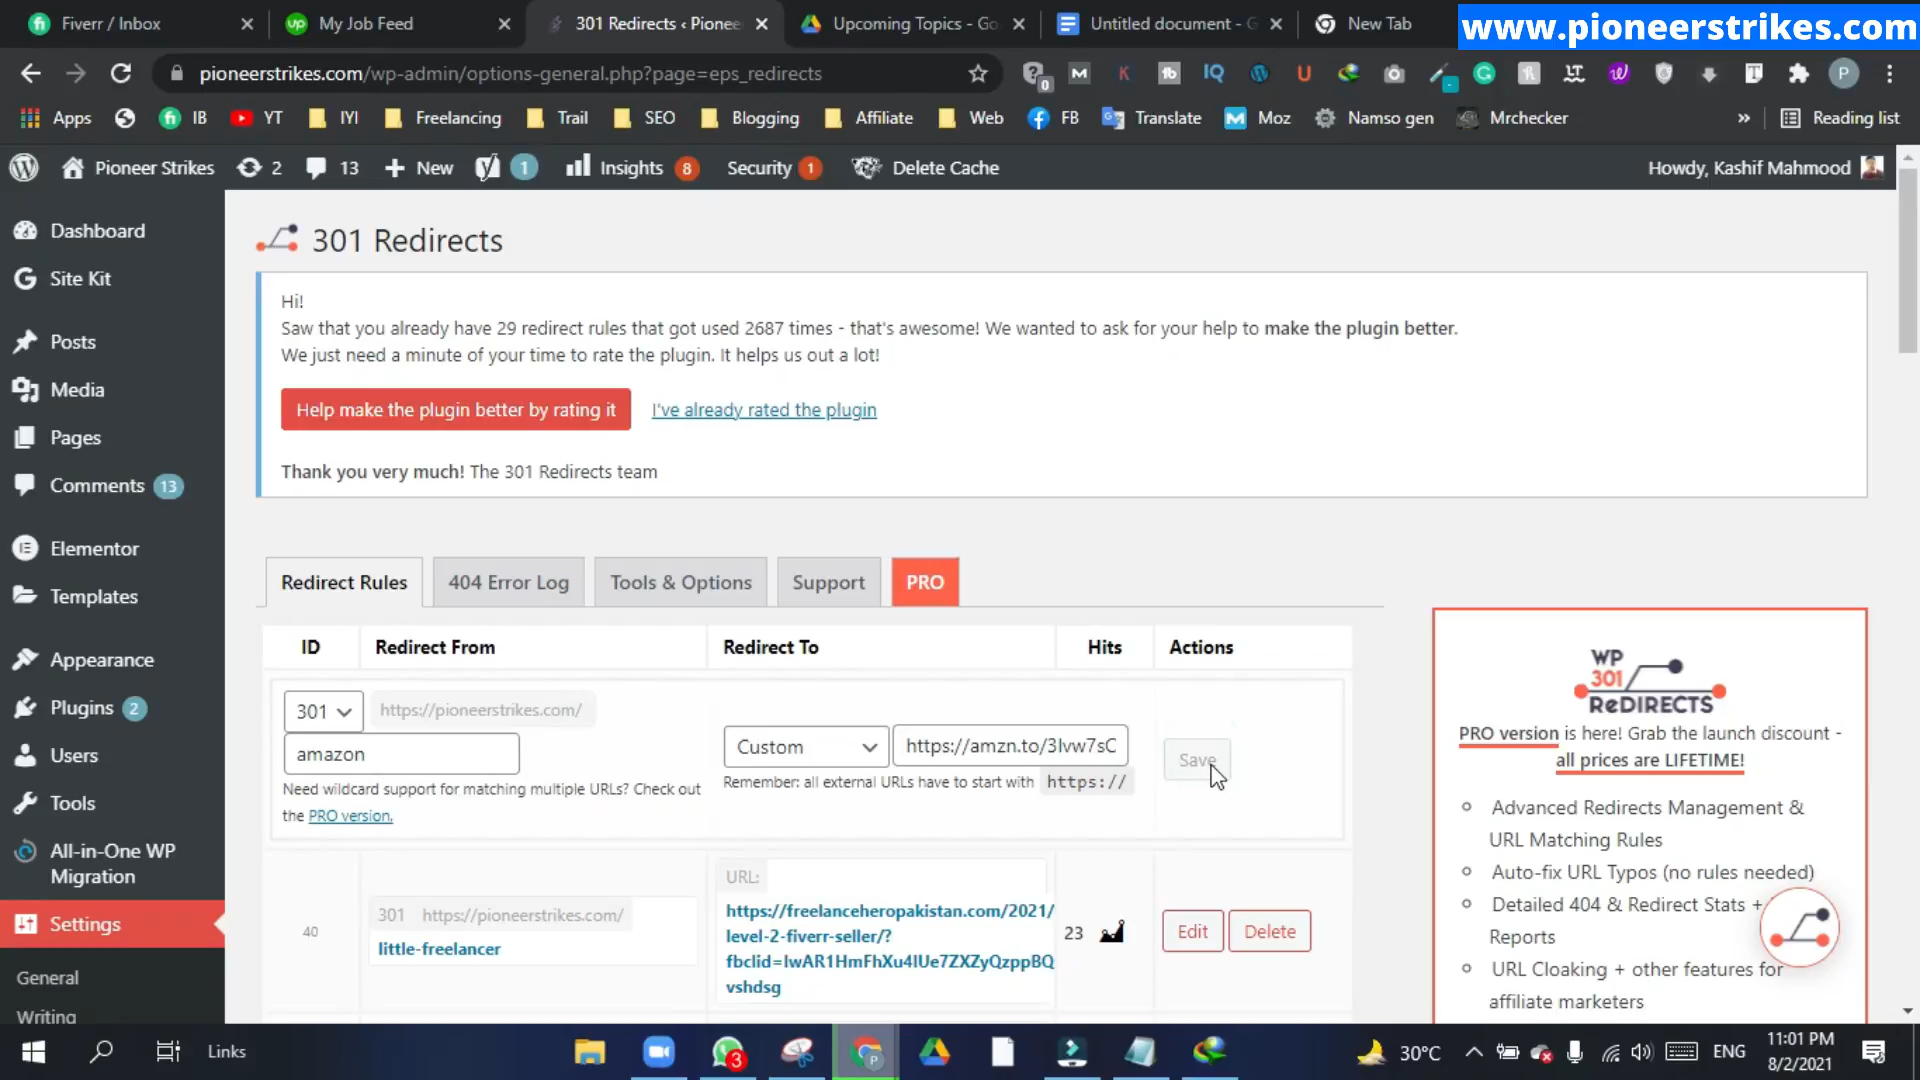 Fiverr / Inbox
My Job Feed
301 Redirects ‹ Pionee
Upcoming Topics - Go
Untitled document - G
New Tab
www.pioneerstrikes.com
pioneerstrikes.com/wp-admin/options-general.php?page=eps_redirects
Apps
IB
YT
IYI
Freelancing
Trail
SEO
Blogging
Affiliate
Web
FB
Translate
Moz
Namso gen
Mrchecker
»
Reading list
Pioneer Strikes
2
13
New
1
Insights 8
Security 1
Delete Cache
Howdy, Kashif Mahmood
Dashboard
Site Kit
Posts
Media
Pages
Comments 13
Elementor
Templates
Appearance
Plugins 2
Users
Tools
All-in-One WP
Migration
Settings
General
Writing
301 Redirects
Hi!
Saw that you already have 29 redirect rules that got used 2687 times - that's awesome! We wanted to ask for your help to make the plugin better.
We just need a minute of your time to rate the plugin. It helps us out a lot!
Help make the plugin better by rating it
I've already rated the plugin
Thank you very much! The 301 Redirects team
Redirect Rules
404 Error Log
Tools & Options
Support
PRO
ID
Redirect From
Redirect To
Hits
Actions
301
https://pioneerstrikes.com/
amazon
Need wildcard support for matching multiple URLs? Check out
the PRO version.
Custom
https://amzn.to/3lvw7sC
Remember: all external URLs have to start with https://
Save
40
301 https://pioneerstrikes.com/
little-freelancer
URL:
https://freelanceheropakistan.com/2021/
level-2-fiverr-seller/?
fbclid=IwAR1HmFhXu4lUe7ZXZyQzppBQ
vshdsg
23
Edit
Delete
WP
301
ReDIRECTS
PRO version is here! Grab the launch discount -
all prices are LIFETIME!
Advanced Redirects Management &
URL Matching Rules
Auto-fix URL Typos (no rules needed)
Detailed 404 & Redirect Stats +
Reports
URL Cloaking + other features for
affiliate marketers
Links
3
30°C
ENG
11:01 PM
8/2/2021